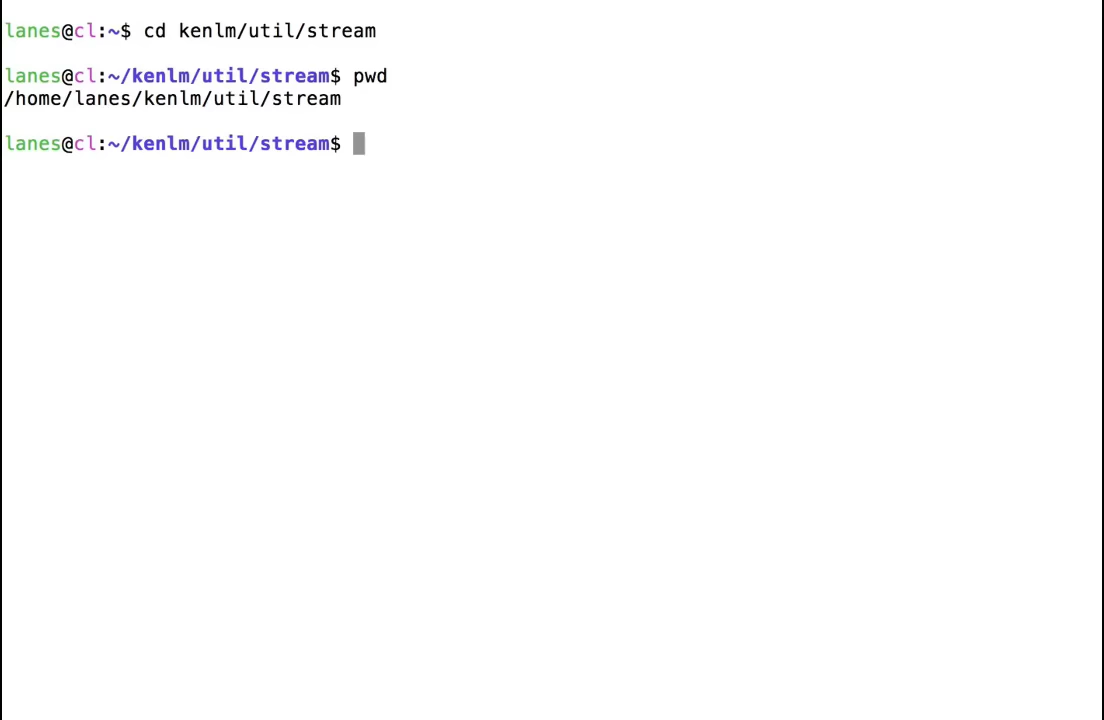 lanes@cl:~$ cd kenlm/util/stream
lanes@cl:~/kenlm/util/stream$ pwd
/home/lanes/kenlm/util/stream
lanes@cl:~/kenlm/util/stream$